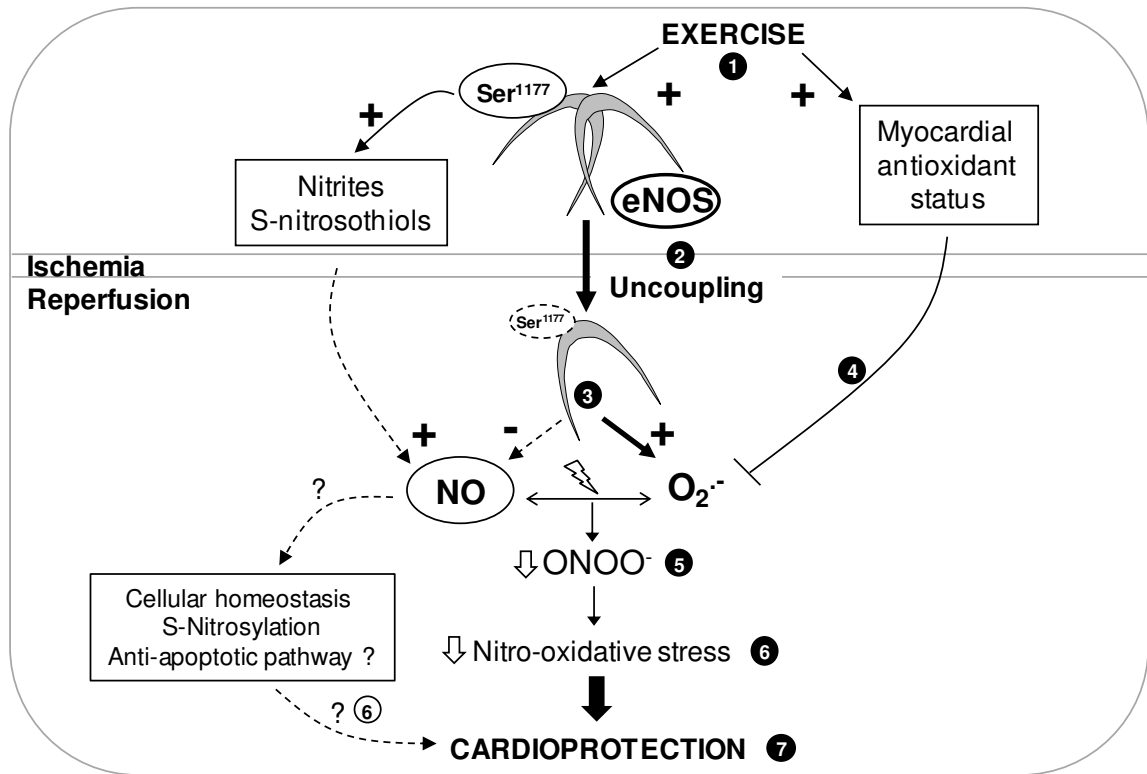 EXERCISE
1
Ser¹¹⁷⁷
+
+
+
Myocardial
antioxidant
status
Nitrites
S-nitrosothiols
eNOS
2
Ischemia
Reperfusion
Uncoupling
Ser¹¹⁷⁷
4
3
+
-
+
NO
O₂·-
?
ONOO-
5
Cellular homeostasis
S-Nitrosylation
Anti-apoptotic pathway ?
Nitro-oxidative stress
6
? 6
CARDIOPROTECTION
7